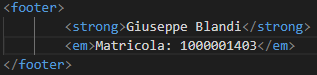 <footer>
<strong>Giuseppe Blandi</strong>
<em>Matricola: 1000001403</em>
</footer>